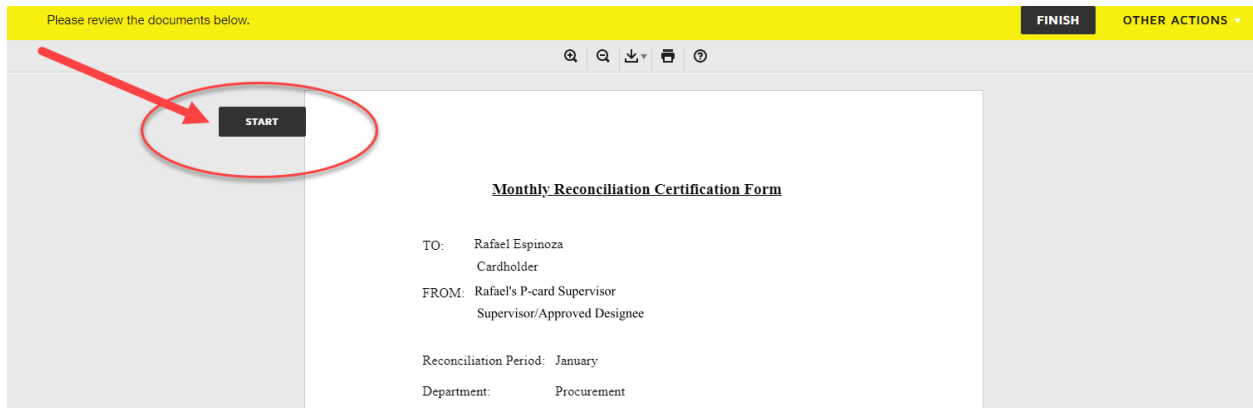 Please review the documents below.
FINISH
OTHER ACTIONS
START
Monthly Reconciliation Certification Form
TO: Rafael Espinoza
Cardholder
FROM: Rafael's P-card Supervisor
Supervisor/Approved Designee
Reconciliation Period: January
Department: Procurement